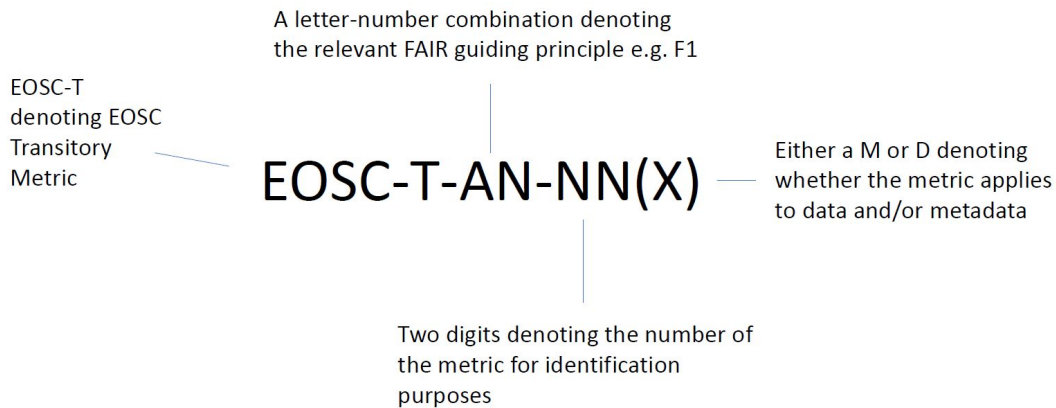 A letter-number combination denoting
the relevant FAIR guiding principle e.g. F1
EOSC-T
denoting EOSC
Transitory
Metric
EOSC-T-AN-NN(X)
Either a M or D denoting
whether the metric applies
to data and/or metadata
Two digits denoting the number of
the metric for identification
purposes